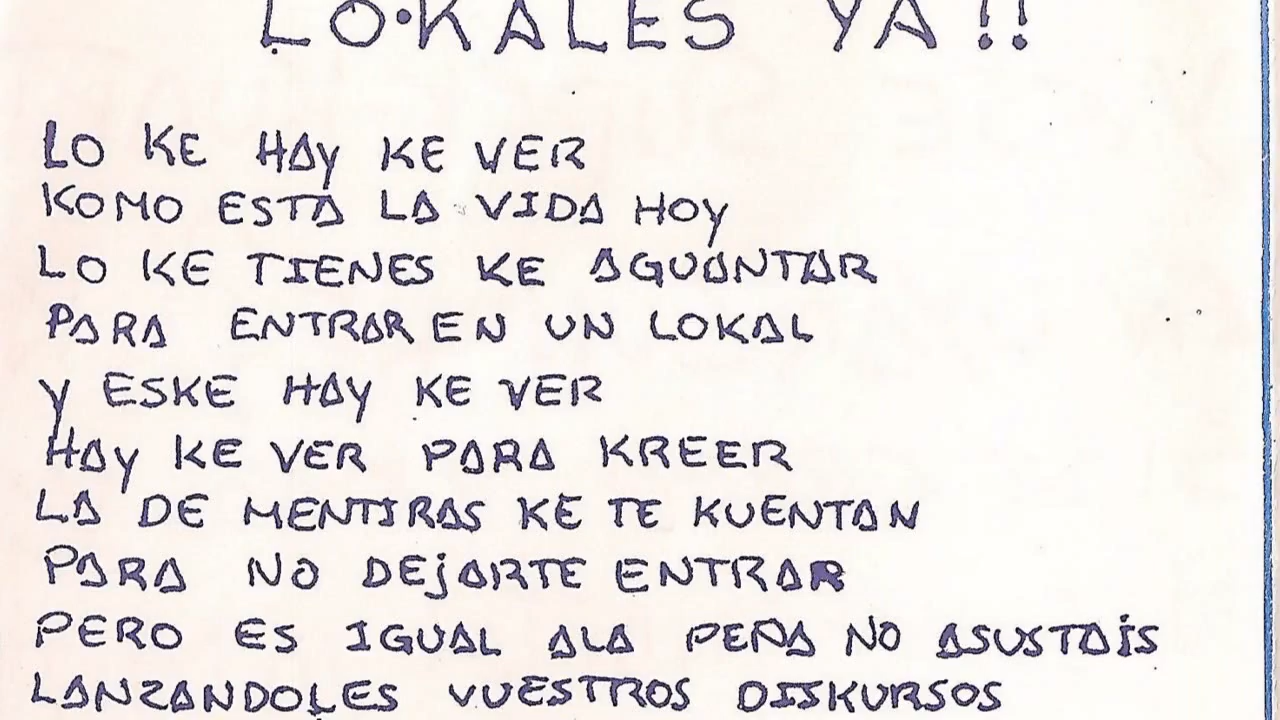 LO·KALES YA!!
LO KE HAY KE VER
KOMO ESTA LA VIDA HOY
LO KE TIENES KE AGUANTAR
PARA ENTRAR EN UN LOKAL
Y ESKE HAY KE VER
HAY KE VER PARA KREER
LA DE MENTIRAS KE TE KUENTAN
PARA NO DEJARTE ENTRAR
PERO ES IGUAL ALA PEÑA NO ASUSTAIS
LANZANDOLES VUESTROS DISKURSOS